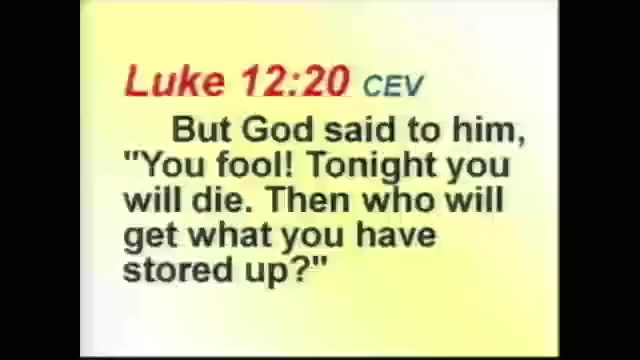 Luke 12:20 CEV
But God said to him,
"You fool! Tonight you
will die. Then who will
get what you have
stored up?"